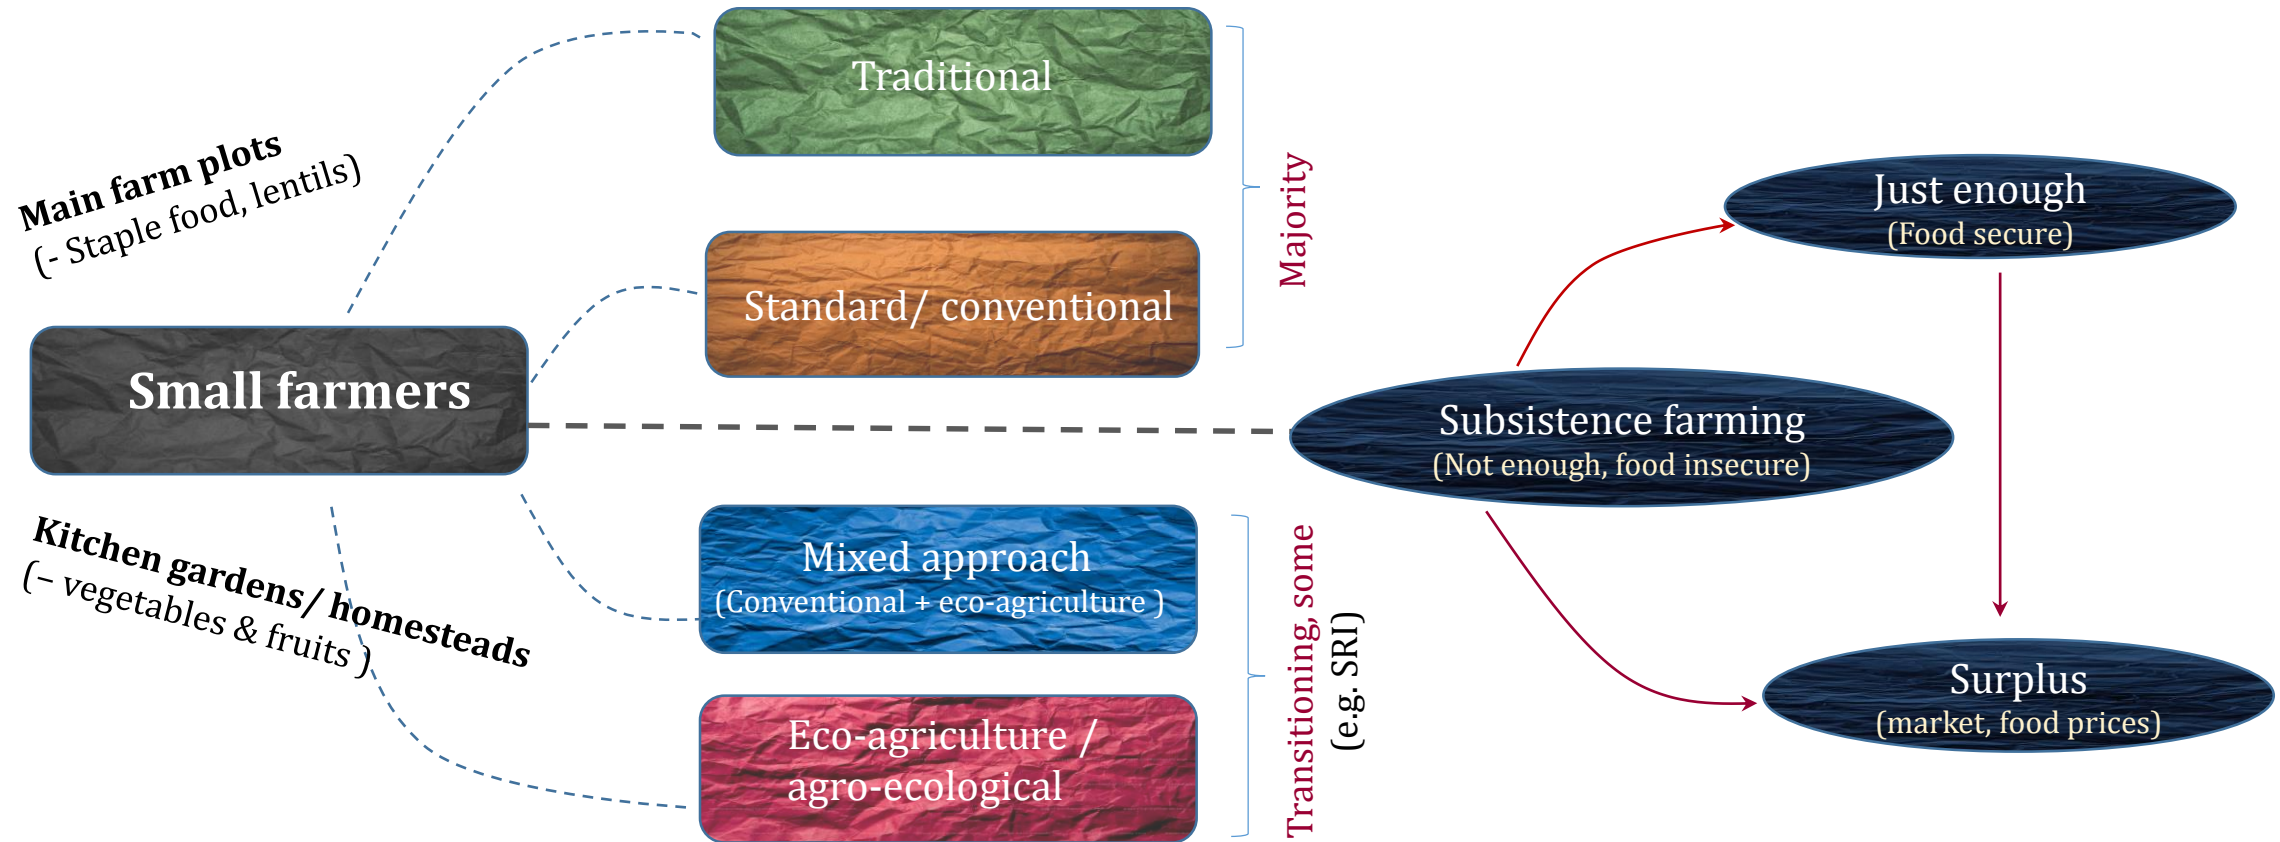 Main farm plots
(- Staple food, lentils)
Small farmers
Kitchen gardens/ homesteads
(– vegetables & fruits )
Traditional
Standard/ conventional
Majority
Mixed approach
(Conventional + eco-agriculture )
Eco-agriculture /
agro-ecological
Transitioning, some
(e.g. SRI)
Just enough
(Food secure)
Subsistence farming
(Not enough, food insecure)
Surplus
(market, food prices)